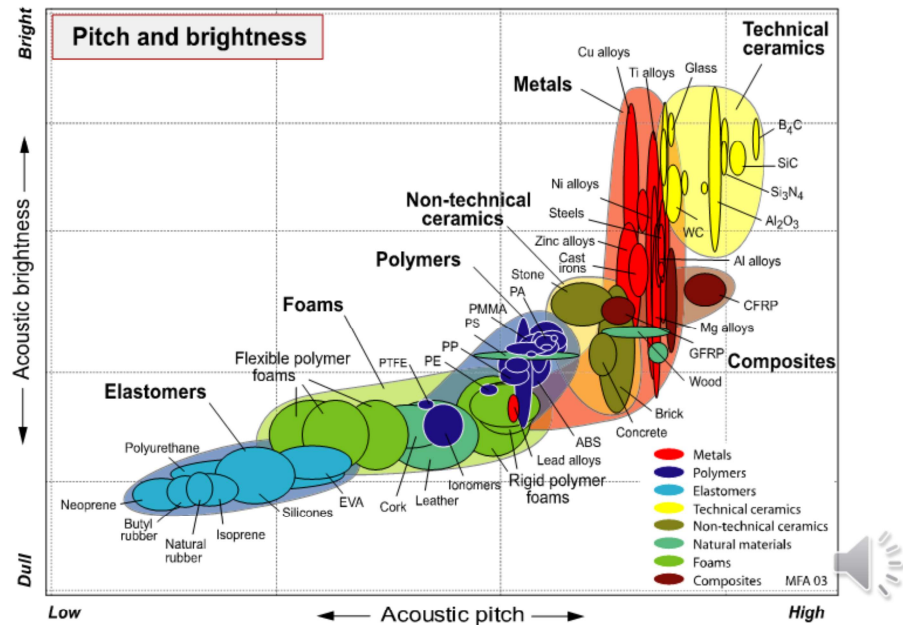 Pitch and brightness
Bright
Acoustic brightness
Dull
Low
Acoustic pitch
High
Technical
ceramics
Cu alloys
Ti alloys
Glass
Metals
B4C
SiC
Si3N4
Al2O3
WC
Ni alloys
Steels
Zinc alloys
Cast
irons
Al alloys
Non-technical
ceramics
Stone
Polymers
PA
PMMA
PS
PP
PE
PTFE
CFRP
Mg alloys
GFRP
Composites
Wood
Brick
Concrete
Foams
Flexible polymer
foams
Elastomers
Polyurethane
Neoprene
Butyl
rubber
Natural
rubber
Isoprene
Silicones
EVA
Cork
Leather
Ionomers
Rigid polymer
foams
Lead alloys
ABS
Metals
Polymers
Elastomers
Technical ceramics
Non-technical ceramics
Natural materials
Foams
Composites
MFA 03